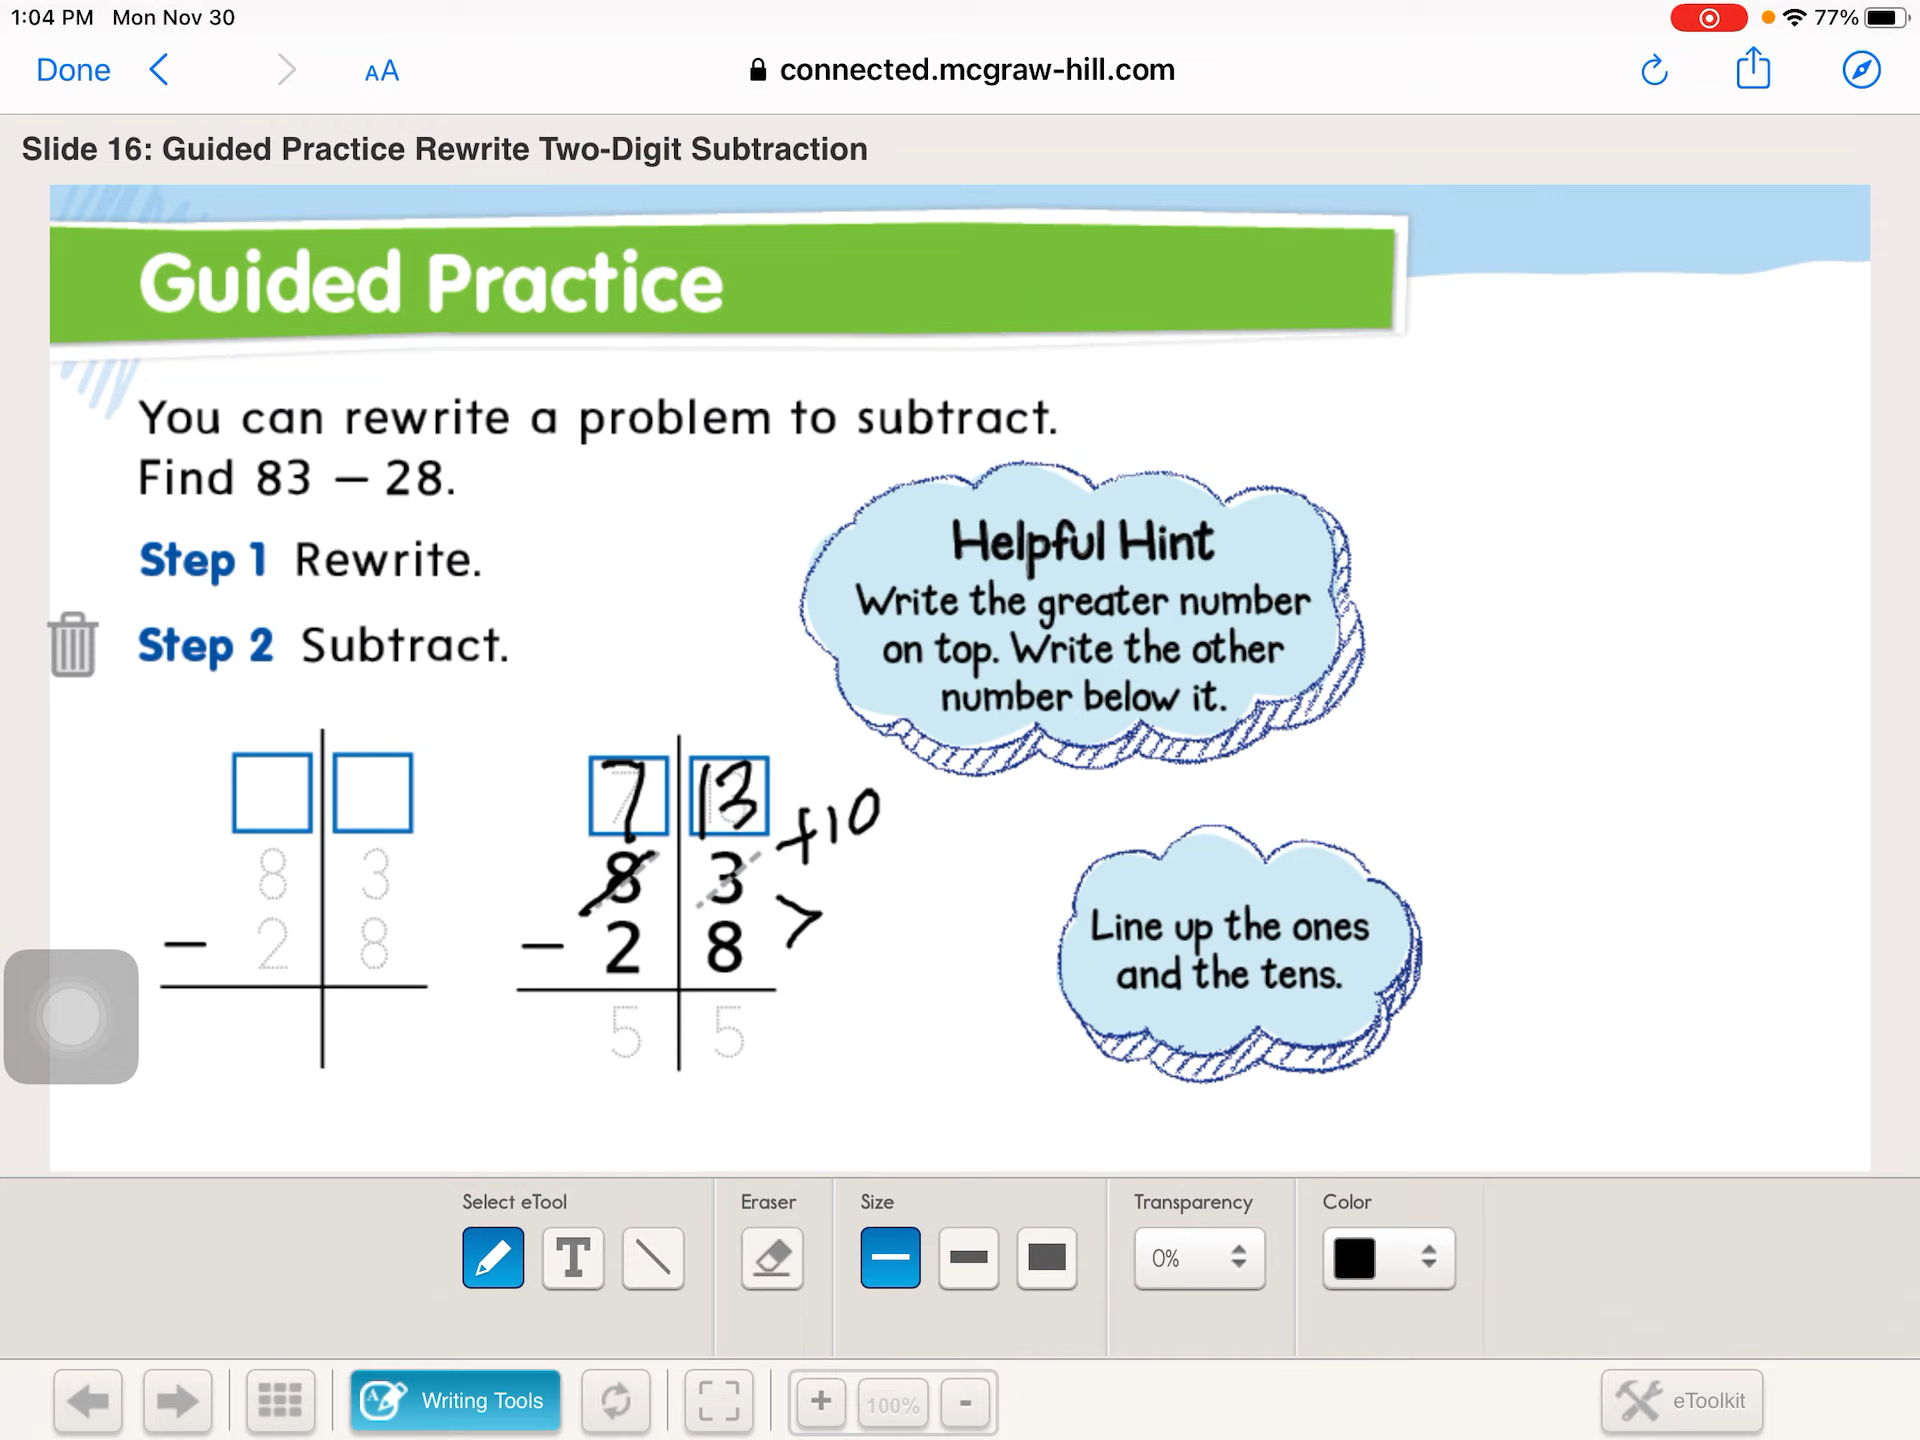 1:04 PM Mon Nov 30
77%
Done
AA
connected.mcgraw-hill.com
Slide 16: Guided Practice Rewrite Two-Digit Subtraction
Guided Practice
You can rewrite a problem to subtract.
Find 83 – 28.
Step 1 Rewrite.
Step 2 Subtract.
Helpful Hint
Write the greater number
on top. Write the other
number below it.
8 3
– 2 8
7 13 +10
8 3
– 2 8 >
5 5
Line up the ones
and the tens.
Select eTool
Eraser
Size
Transparency
Color
T
0%
Writing Tools
+
100%
-
eToolkit